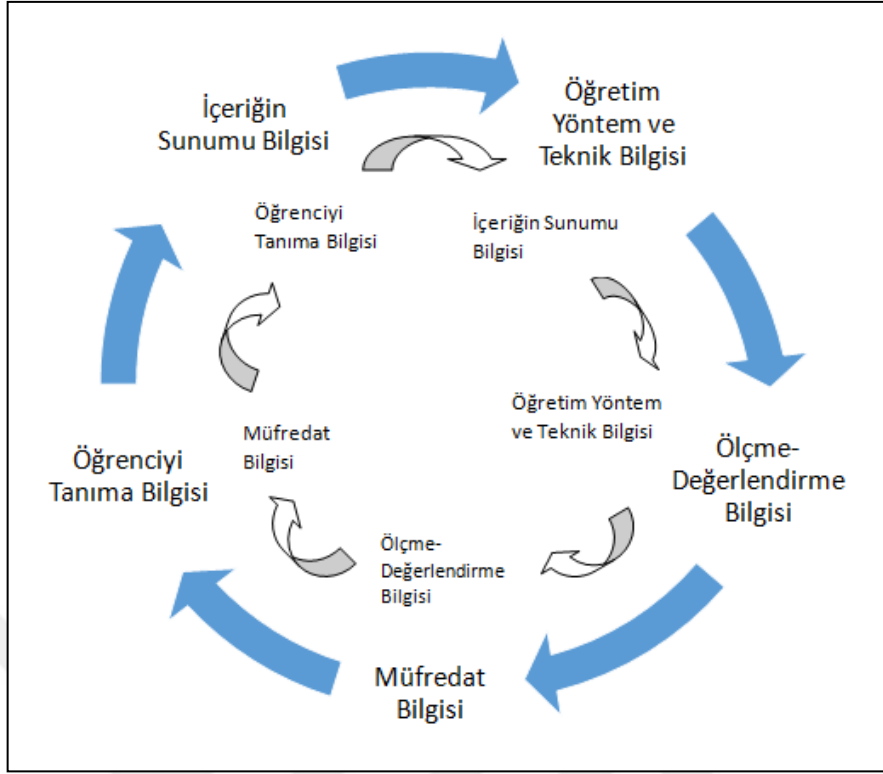 İçeriğin
Sunumu Bilgisi
Öğretim
Yöntem ve
Teknik Bilgisi
Öğrenciyi
Tanıma Bilgisi
İçeriğin Sunumu
Bilgisi
Öğretim Yöntem
ve Teknik Bilgisi
Müfredat
Bilgisi
Öğrenciyi
Tanıma Bilgisi
Ölçme-
Değerlendirme
Bilgisi
Ölçme-
Değerlendirme
Bilgisi
Müfredat
Bilgisi